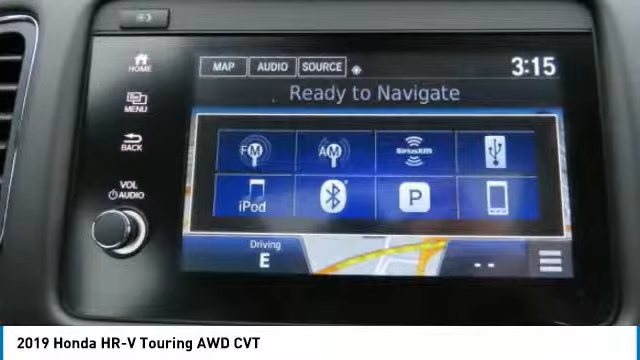 MAP AUDIO SOURCE 3:15
HOME
Ready to Navigate
MENU
FM AM SiriusXM
BACK
iPod P
VOL
AUDIO
Driving
E
--
2019 Honda HR-V Touring AWD CVT